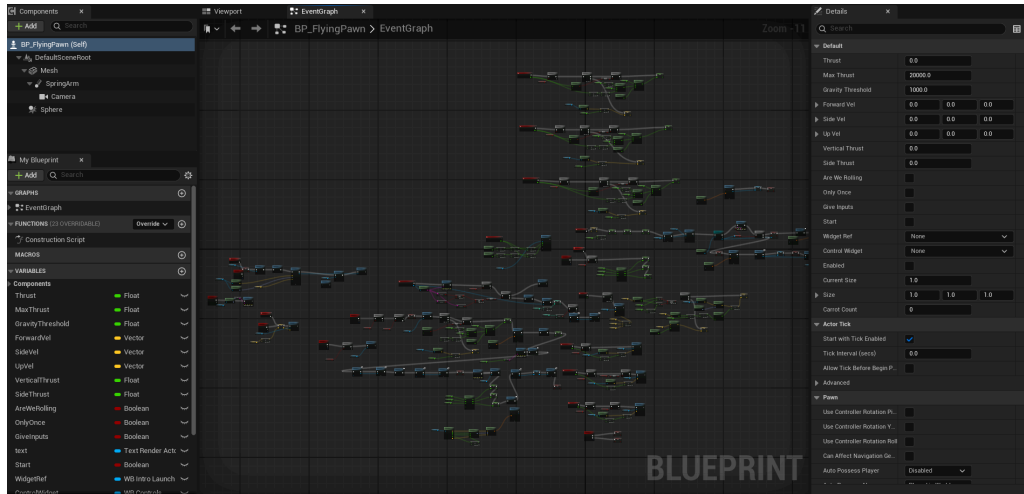 Components
Viewport
EventGraph
Details
Add
Search
BP_FlyingPawn > EventGraph
Zoom -11
Search
BP_FlyingPawn (Self)
DefaultSceneRoot
Mesh
SpringArm
Camera
Sphere
My Blueprint
Add
Search
GRAPHS
EventGraph
FUNCTIONS (23 OVERRIDABLE)
Override
Construction Script
MACROS
VARIABLES
Components
Thrust Float
MaxThrust Float
GravityThreshold Float
ForwardVel Vector
SideVel Vector
UpVel Vector
VerticalThrust Float
SideThrust Float
AreWeRolling Boolean
OnlyOnce Boolean
GiveInputs Boolean
text Text Render Acto
Start Boolean
WidgetRef WB Intro Launch
ControlWidget WB Controls
BLUEPRINT
Default
Thrust 0.0
Max Thrust 20000.0
Gravity Threshold 1000.0
Forward Vel 0.0 0.0 0.0
Side Vel 0.0 0.0 0.0
Up Vel 0.0 0.0 0.0
Vertical Thrust 0.0
Side Thrust 0.0
Are We Rolling
Only Once
Give Inputs
Start
Widget Ref None
Control Widget None
Enabled
Current Size 1.0
Size 1.0 1.0 1.0
Carrot Count 0
Actor Tick
Start with Tick Enabled
Tick Interval (secs) 0.0
Allow Tick Before Begin P...
Advanced
Pawn
Use Controller Rotation Pi...
Use Controller Rotation Y...
Use Controller Rotation Roll
Can Affect Navigation Ge...
Auto Possess Player Disabled